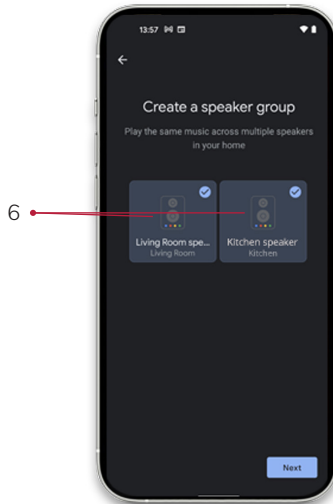 13:57
Create a speaker group
Play the same music across multiple speakers
in your home
6
Living Room spe...
Living Room
Kitchen speaker
Kitchen
Next